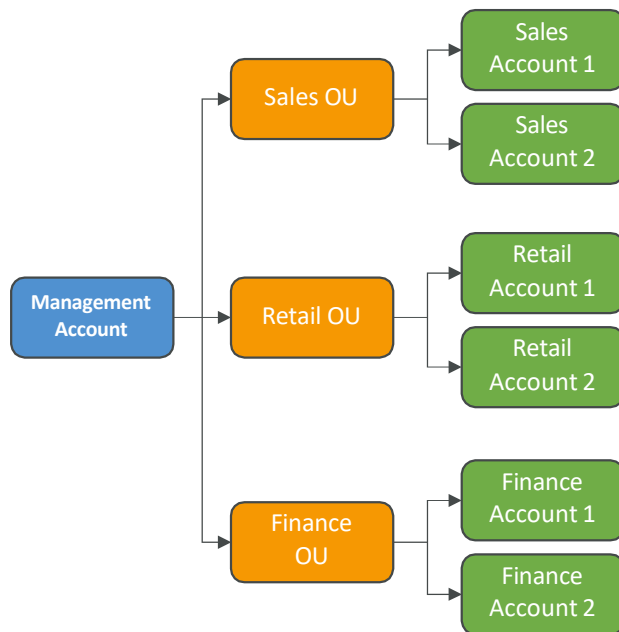 Sales
Account 1
Sales OU
Sales
Account 2
Retail
Account 1
Management
Account
Retail OU
Retail
Account 2
Finance
Account 1
Finance
OU
Finance
Account 2